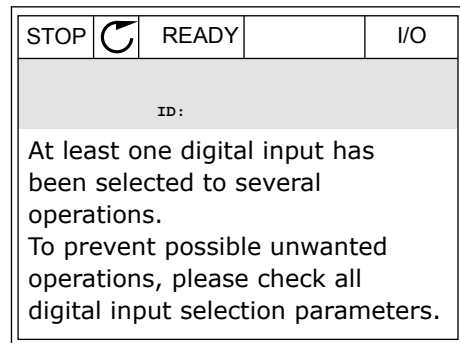 STOP READY I/O
ID:
At least one digital input has
been selected to several
operations.
To prevent possible unwanted
operations, please check all
digital input selection parameters.